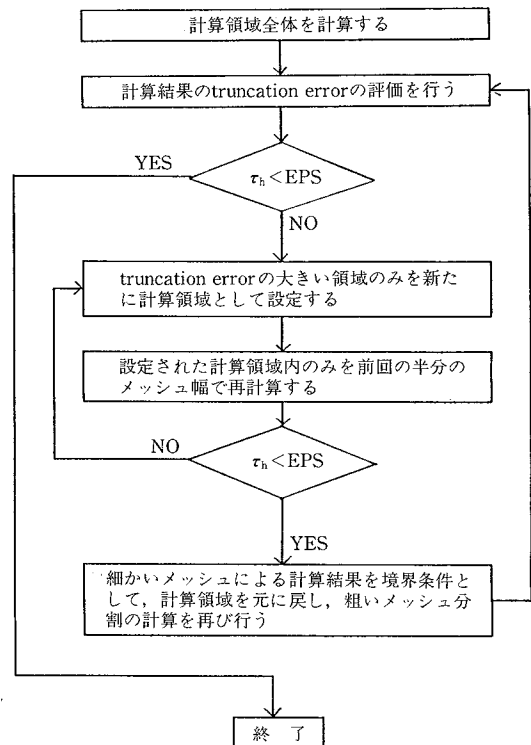 計算領域全体を計算する
計算結果のtruncation errorの評価を行う
YES
τh<EPS
NO
truncation errorの大きい領域のみを新た
に計算領域として設定する
設定された計算領域内のみを前回の半分の
メッシュ幅で再計算する
NO
τh<EPS
YES
細かいメッシュによる計算結果を境界条件と
して，計算領域を元に戻し，粗いメッシュ分
割の計算を再び行う
終 了